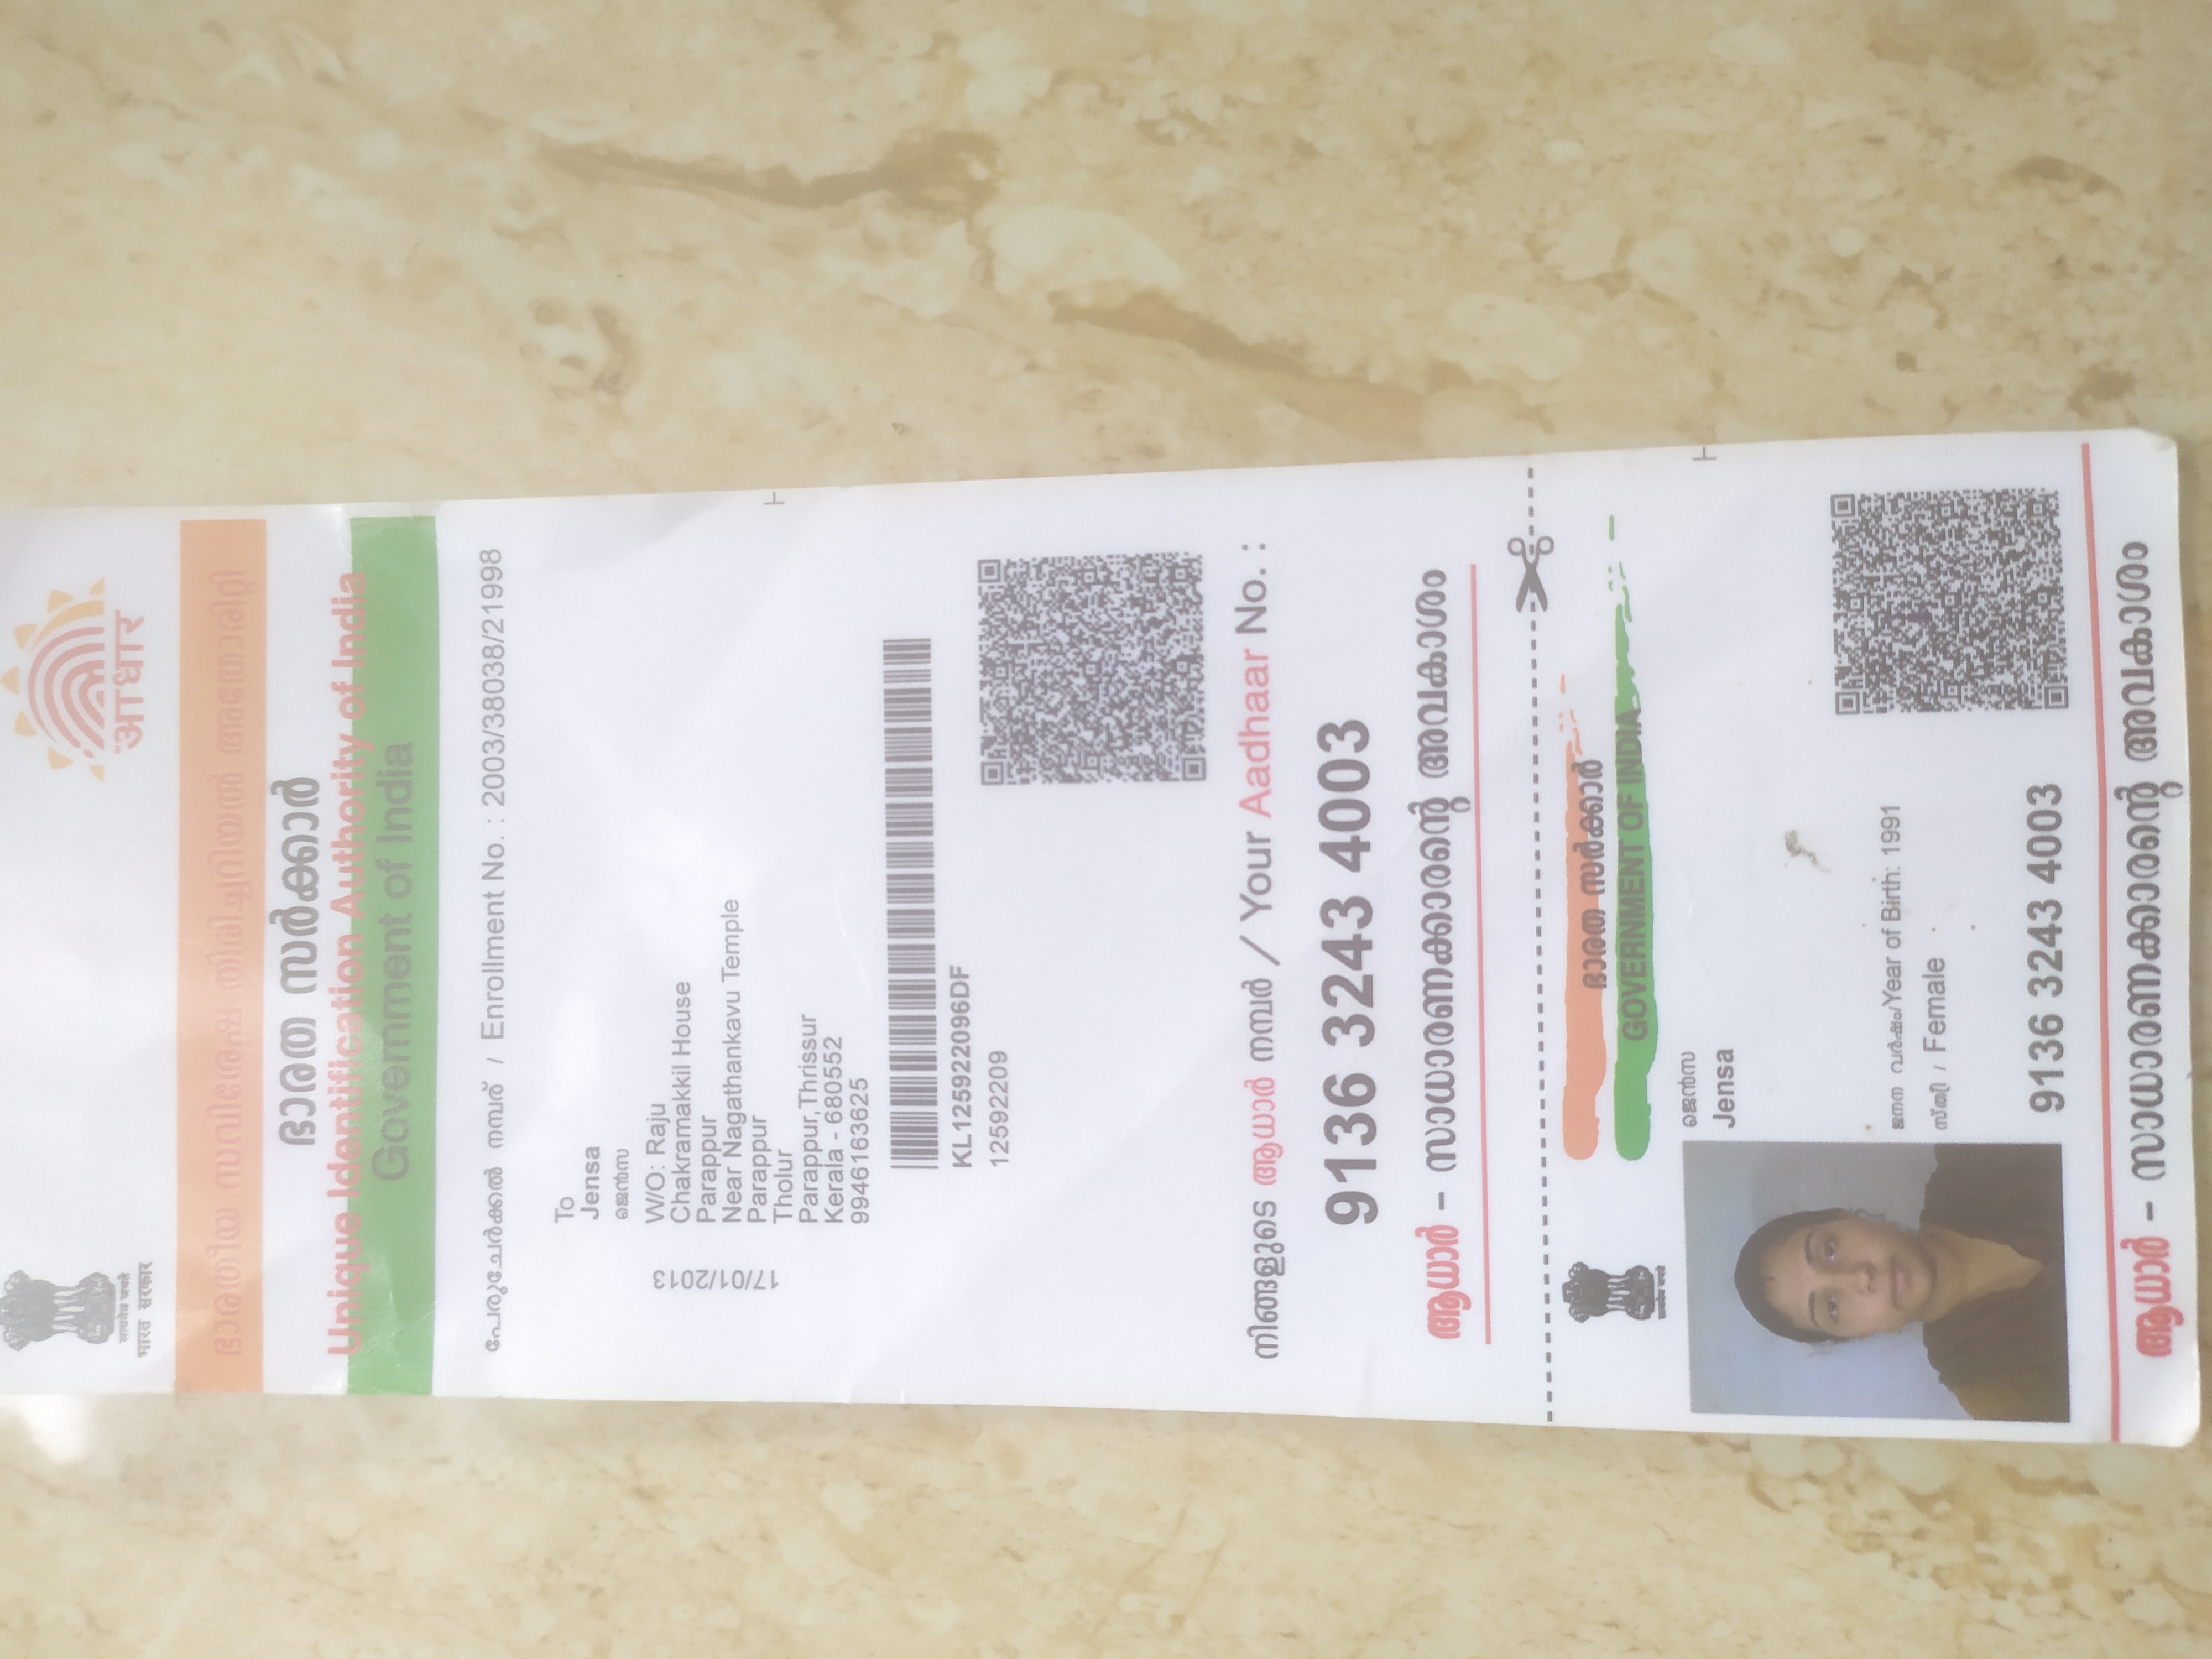 सत्यमेव जयते
भारत सरकार
आधार
ഭാരതീയ സവിശേഷ തിരിച്ചറിയൽ അതോരിറ്റി
ഭാരത സർക്കാർ
Unique Identification Authority of India
Government of India
പേരുചേർക്കൽ നമ്പര് / Enrollment No. : 2003/38038/21998
To
Jensa
ജെൻസ
W/O: Raju
Chakramakkil House
Parappur
Near Nagathankavu Temple
Parappur
Tholur
Parappur,Thrissur
Kerala - 680552
9946163625
17/01/2013
KL125922096DF
12592209
നിങ്ങളുടെ ആധാർ നമ്പർ / Your Aadhaar No. :
9136 3243 4003
ആധാർ – സാധാരണക്കാരന്റെ അവകാശം
सत्यमेव जयते
ഭാരത സർക്കാർ
GOVERNMENT OF INDIA
ജെൻസ
Jensa
ജനന വർഷം/Year of Birth: 1991
സ്ത്രീ / Female
9136 3243 4003
ആധാർ – സാധാരണക്കാരന്റെ അവകാശം